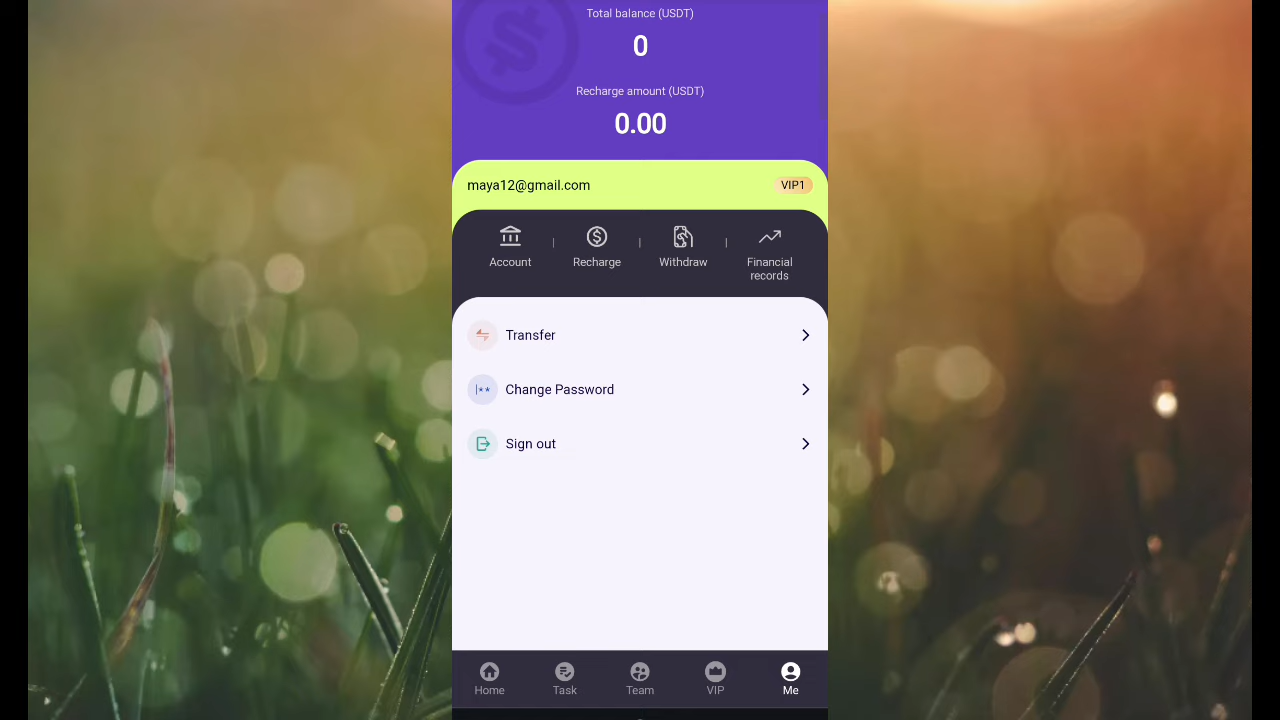 Total balance (USDT)
0
Recharge amount (USDT)
0.00
maya12@gmail.com
VIP1
Account
Recharge
Withdraw
Financial
records
Transfer
Change Password
Sign out
Home
Task
Team
VIP
Me